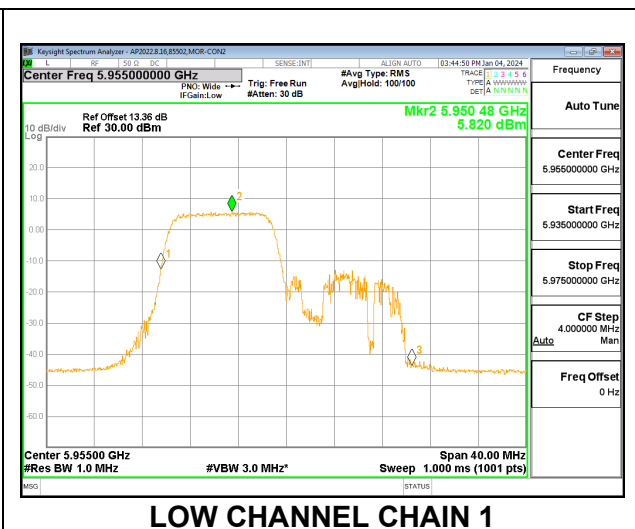 Keysight Spectrum Analyzer - AP2022.8.16,85502,MOR-CON2
L RF 50 Ω DC SENSE:INT ALIGN AUTO 03:44:50 PM Jan 04, 2024
Center Freq 5.955000000 GHz
PNO: Wide
IFGain:Low
Trig: Free Run
#Atten: 30 dB
#Avg Type: RMS
Avg|Hold: 100/100
TRACE 1 2 3 4 5 6
TYPE A WWWWW
DET A N N N N N
Frequency
Auto Tune
Center Freq
5.955000000 GHz
Start Freq
5.935000000 GHz
Stop Freq
5.975000000 GHz
CF Step
4.000000 MHz
Auto Man
Freq Offset
0 Hz
Ref Offset 13.36 dB
10 dB/div Ref 30.00 dBm
Log
Mkr2 5.950 48 GHz
5.820 dBm
20.0
10.0
0.00
-10.0
-20.0
-30.0
-40.0
-50.0
-60.0
1
2
3
Center 5.95500 GHz Span 40.00 MHz
#Res BW 1.0 MHz #VBW 3.0 MHz* Sweep 1.000 ms (1001 pts)
MSG STATUS
LOW CHANNEL CHAIN 1